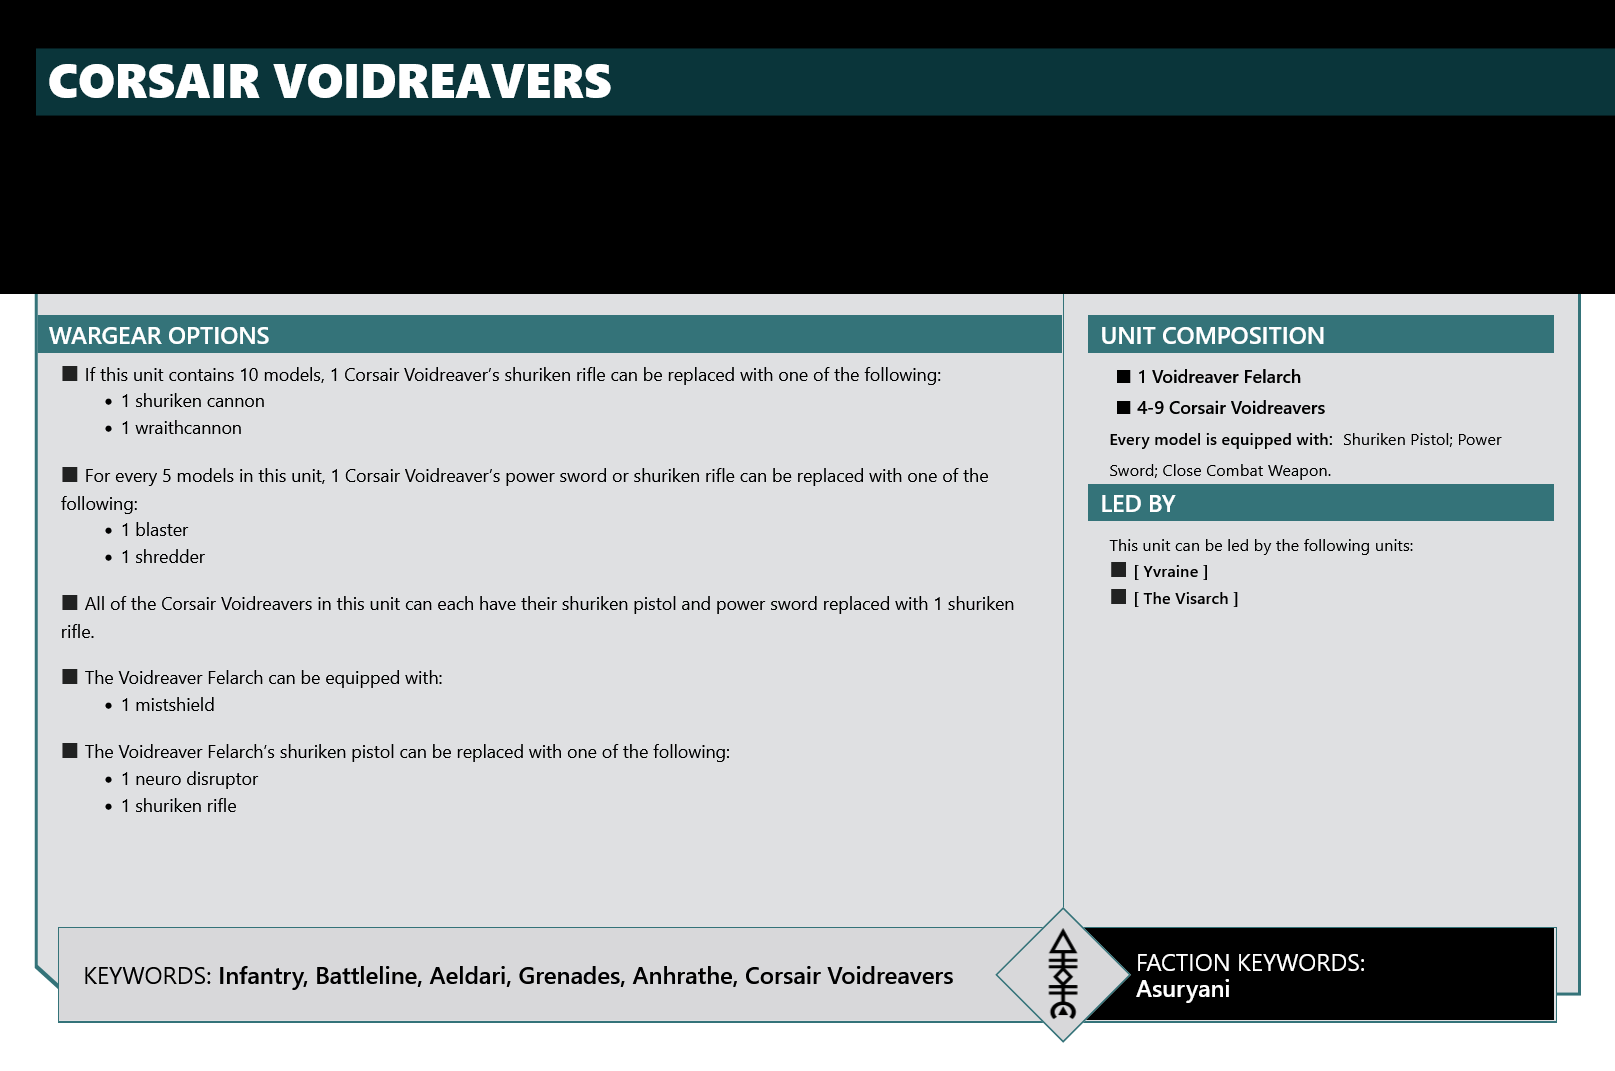 CORSAIR VOIDREAVERS
WARGEAR OPTIONS
■ If this unit contains 10 models, 1 Corsair Voidreaver’s shuriken rifle can be replaced with one of the following:
• 1 shuriken cannon
• 1 wraithcannon
■ For every 5 models in this unit, 1 Corsair Voidreaver’s power sword or shuriken rifle can be replaced with one of the
following:
• 1 blaster
• 1 shredder
■ All of the Corsair Voidreavers in this unit can each have their shuriken pistol and power sword replaced with 1 shuriken
rifle.
■ The Voidreaver Felarch can be equipped with:
• 1 mistshield
■ The Voidreaver Felarch’s shuriken pistol can be replaced with one of the following:
• 1 neuro disruptor
• 1 shuriken rifle
UNIT COMPOSITION
■ 1 Voidreaver Felarch
■ 4-9 Corsair Voidreavers
Every model is equipped with: Shuriken Pistol; Power
Sword; Close Combat Weapon.
LED BY
This unit can be led by the following units:
■ [ Yvraine ]
■ [ The Visarch ]
KEYWORDS: Infantry, Battleline, Aeldari, Grenades, Anhrathe, Corsair Voidreavers
FACTION KEYWORDS:
Asuryani